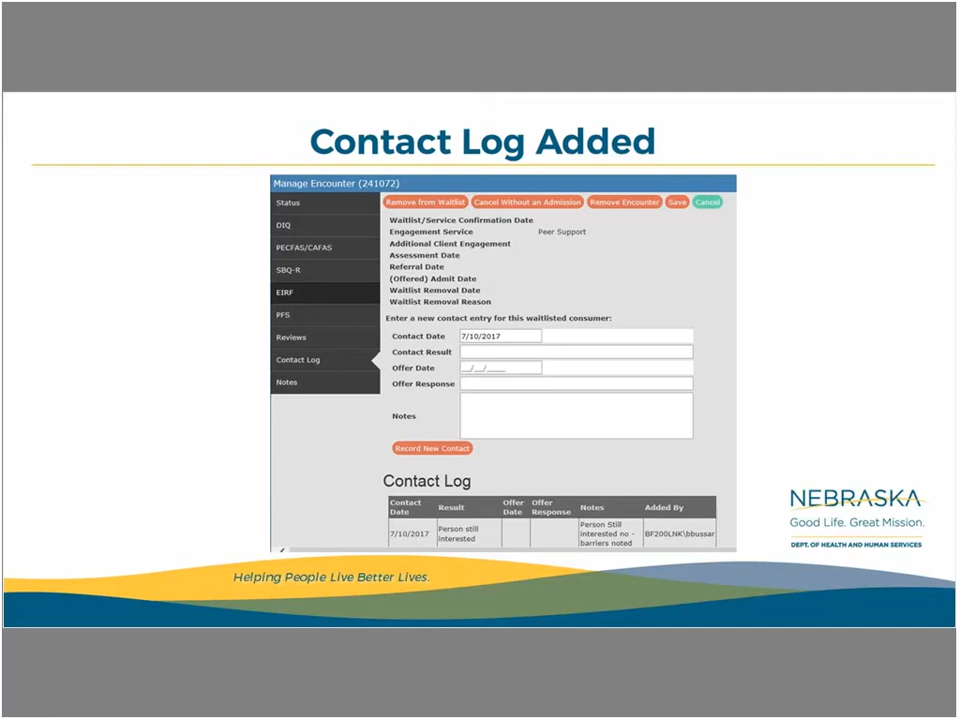 Contact Log Added
Manage Encounter (241072)
Status
DIQ
PECFAS/CAFAS
SBQ-R
EIRF
PFS
Reviews
Contact Log
Notes
Remove from Waitlist Cancel Without an Admission Remove Encounter Save Cancel
Waitlist/Service Confirmation Date
Engagement Service Peer Support
Additional Client Engagement
Assessment Date
Referral Date
(Offered) Admit Date
Waitlist Removal Date
Waitlist Removal Reason
Enter a new contact entry for this waitlisted consumer:
Contact Date 7/10/2017
Contact Result
Offer Date __/__/____
Offer Response
Notes
Record New Contact
Contact Log
Contact Date Result Offer Date Offer Response Notes Added By
7/10/2017 Person still interested Person Still interested no - barriers noted BF200LNK\bbussar
NEBRASKA
Good Life. Great Mission.
DEPT. OF HEALTH AND HUMAN SERVICES
Helping People Live Better Lives.